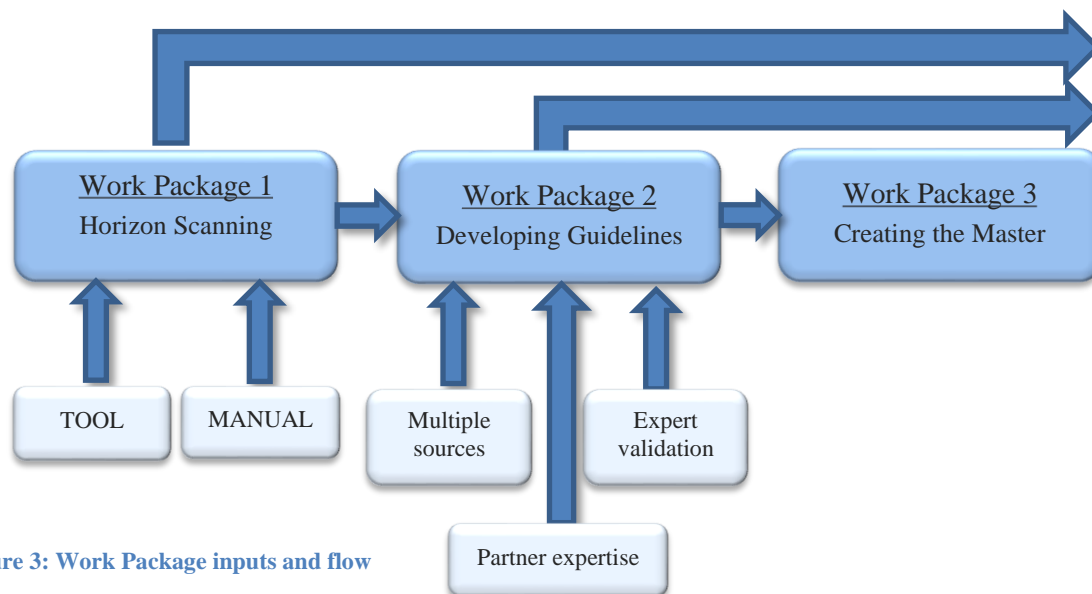 Work Package 1
Horizon Scanning
Work Package 2
Developing Guidelines
Work Package 3
Creating the Master
TOOL
MANUAL
Multiple
sources
Expert
validation
Partner expertise
ure 3: Work Package inputs and flow